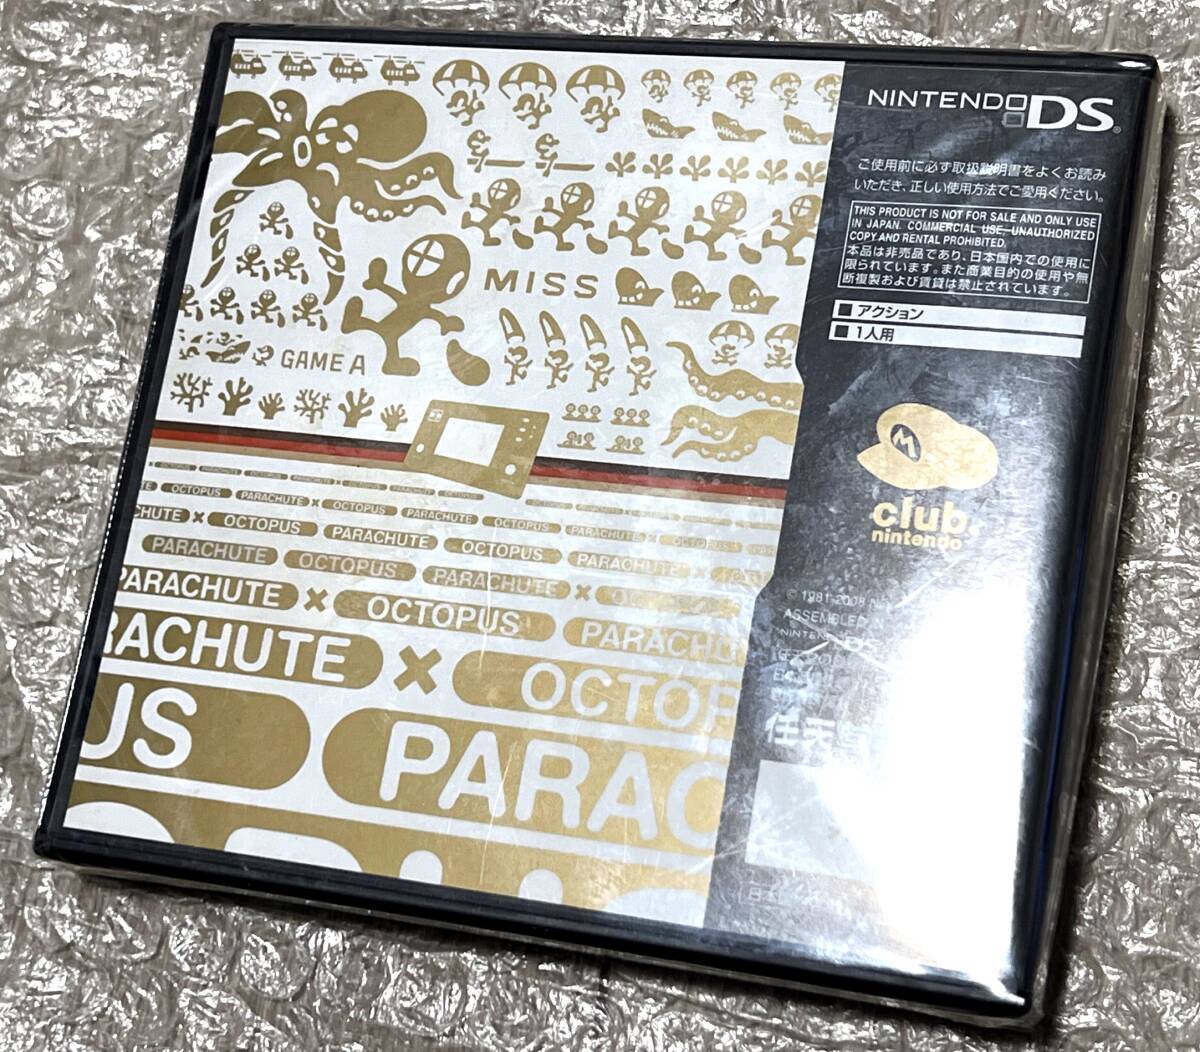 NINTENDO DS
ご使用前に必ず取扱説明書をよくお読み
いただき、正しい使用方法でご愛用ください。
THIS PRODUCT IS NOT FOR SALE AND ONLY USE
IN JAPAN. COMMERCIAL USE, UNAUTHORIZED
COPY AND RENTAL PROHIBITED.
本品は非売品であり、日本国内での使用に
限られています。また商業目的の使用や無
断複製および賃貸は禁止されています。
■ アクション
■ 1人用
M
club
nintendo
© 1981-2008
ASSEMBLED
MISS
GAME A
OCTOPUS PARACHUTE × OCTOPUS PARACHUTE OCTOPUS PARACHUTE
CHUTE × OCTOPUS PARACHUTE OCTOPUS PARACHUTE
PARACHUTE OCTOPUS PARACHUTE ×
PARACHUTE × OCTOPUS PARACHU
RACHUTE × OCTOP
US PARAC